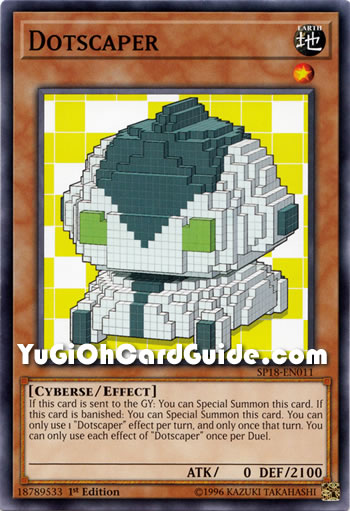 DOTSCAPER
EARTH
地
YuGiOhCardGuide.com
SP18-EN011
[CYBERSE/EFFECT]
If this card is sent to the GY: You can Special Summon this card. If
this card is banished: You can Special Summon this card. You can
only use 1 "Dotscaper" effect per turn, and only once that turn. You
can only use each effect of "Dotscaper" once per Duel.
ATK/ 0 DEF/2100
18789533 1st Edition ©1996 KAZUKI TAKAHASHI